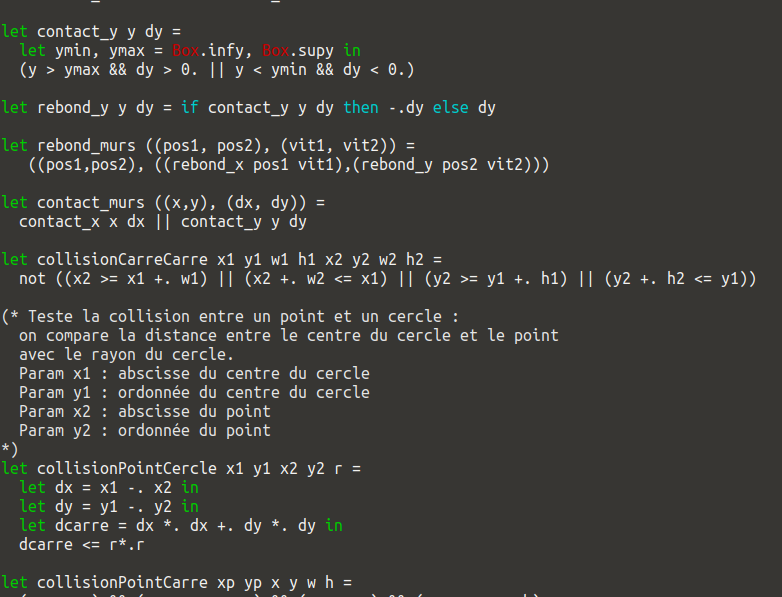 let contact_y y dy =
  let ymin, ymax = Box.infy, Box.supy in
  (y > ymax && dy > 0. || y < ymin && dy < 0.)
let rebond_y y dy = if contact_y y dy then -.dy else dy
let rebond_murs ((pos1, pos2), (vit1, vit2)) =
   ((pos1,pos2), ((rebond_x pos1 vit1),(rebond_y pos2 vit2)))
let contact_murs ((x,y), (dx, dy)) =
  contact_x x dx || contact_y y dy
let collisionCarreCarre x1 y1 w1 h1 x2 y2 w2 h2 =
  not ((x2 >= x1 +. w1) || (x2 +. w2 <= x1) || (y2 >= y1 +. h1) || (y2 +. h2 <= y1))
(* Teste la collision entre un point et un cercle :
  on compare la distance entre le centre du cercle et le point
  avec le rayon du cercle.
  Param x1 : abscisse du centre du cercle
  Param y1 : ordonnée du centre du cercle
  Param x2 : abscisse du point
  Param y2 : ordonnée du point
*)
let collisionPointCercle x1 y1 x2 y2 r =
  let dx = x1 -. x2 in
  let dy = y1 -. y2 in
  let dcarre = dx *. dx +. dy *. dy in
  dcarre <= r*.r
let collisionPointCarre xp yp x y w h =